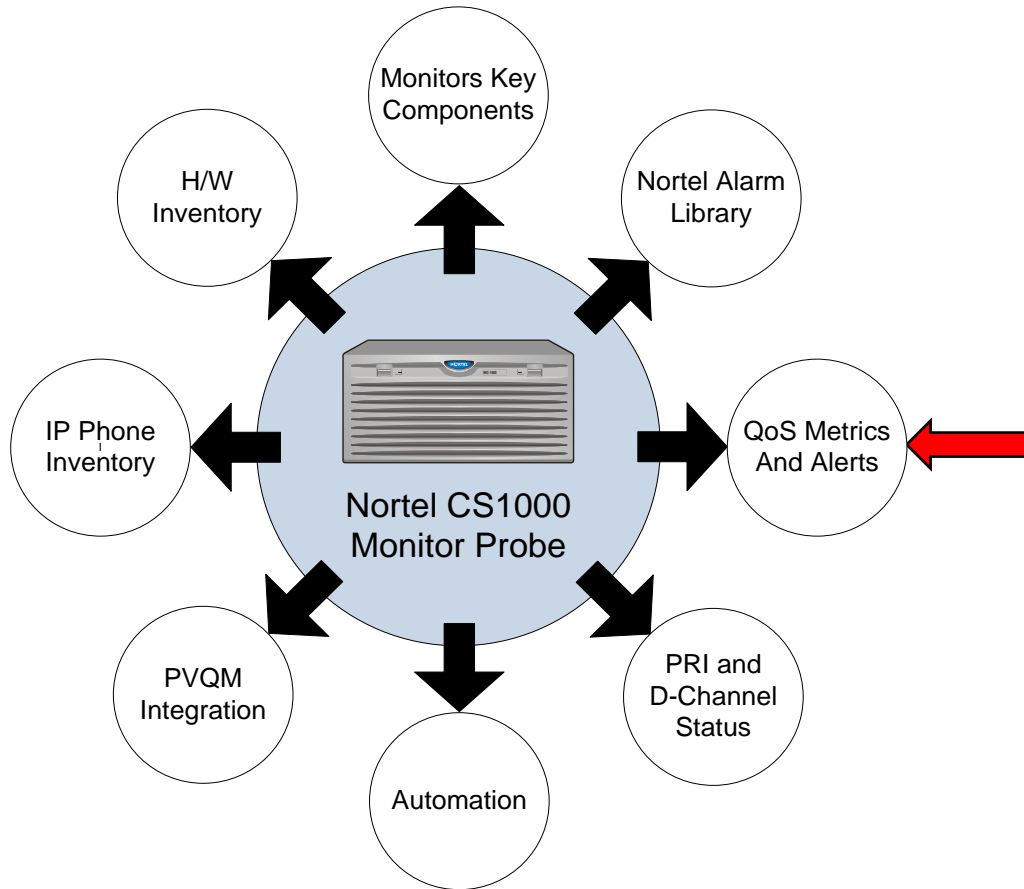 Monitors Key
Components
Nortel Alarm
Library
QoS Metrics
And Alerts
PRI and
D-Channel
Status
Automation
PVQM
Integration
IP Phone
Inventory
H/W
Inventory
NORTEL
Nortel CS1000
Monitor Probe